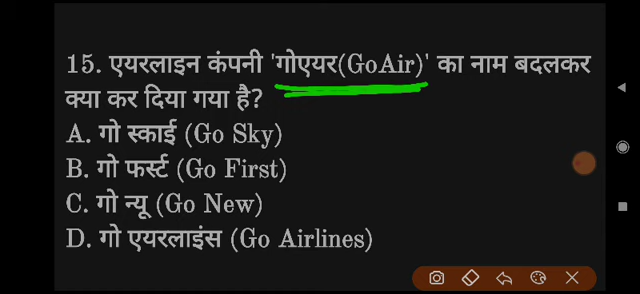 15. एयरलाइन कंपनी 'गोएयर(GoAir)' का नाम बदलकर
क्या कर दिया गया है?
A. गो स्काई (Go Sky)
B. गो फर्स्ट (Go First)
C. गो न्यू (Go New)
D. गो एयरलाइंस (Go Airlines)